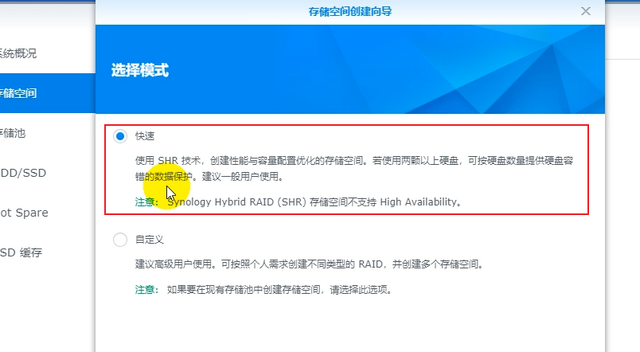 存储空间创建向导
系统概况
存储空间
存储池
HDD/SSD
Hot Spare
SSD 缓存
选择模式
快速
使用 SHR 技术，创建性能与容量配置优化的存储空间。若使用两颗以上硬盘，可按硬盘数量提供硬盘容
错的数据保护。建议一般用户使用。
注意： Synology Hybrid RAID (SHR) 存储空间不支持 High Availability。
自定义
建议高级用户使用。可按照个人需求创建不同类型的 RAID，并创建多个存储空间。
注意： 如果要在现有存储池中创建存储空间，请选择此选项。